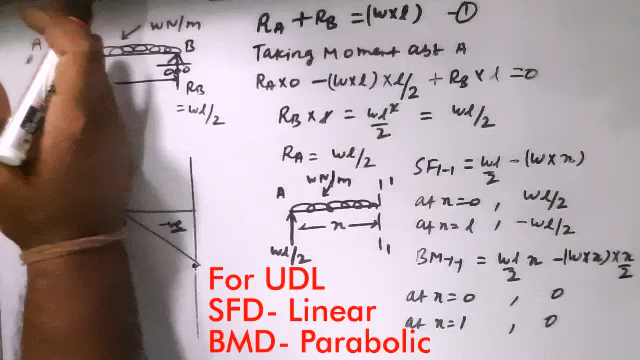 RA + RB = (w×l) —①
Taking Moment abt A
RA×0 - (w×l)×l/2 + RB×l = 0
RB×l = wl²/2 = wl/2
RA = wl/2
wN/m
A
B
RB
= wl/2
wN/m
A
x
wl/2
1
1
SF1-1 = wl/2 - (w×x)
at x=0 , wl/2
at x=l , -wl/2
BM1-1 = wl/2 x - (w×x)×x/2
at x=0 , 0
at x=l , 0
For UDL
SFD- Linear
BMD- Parabolic